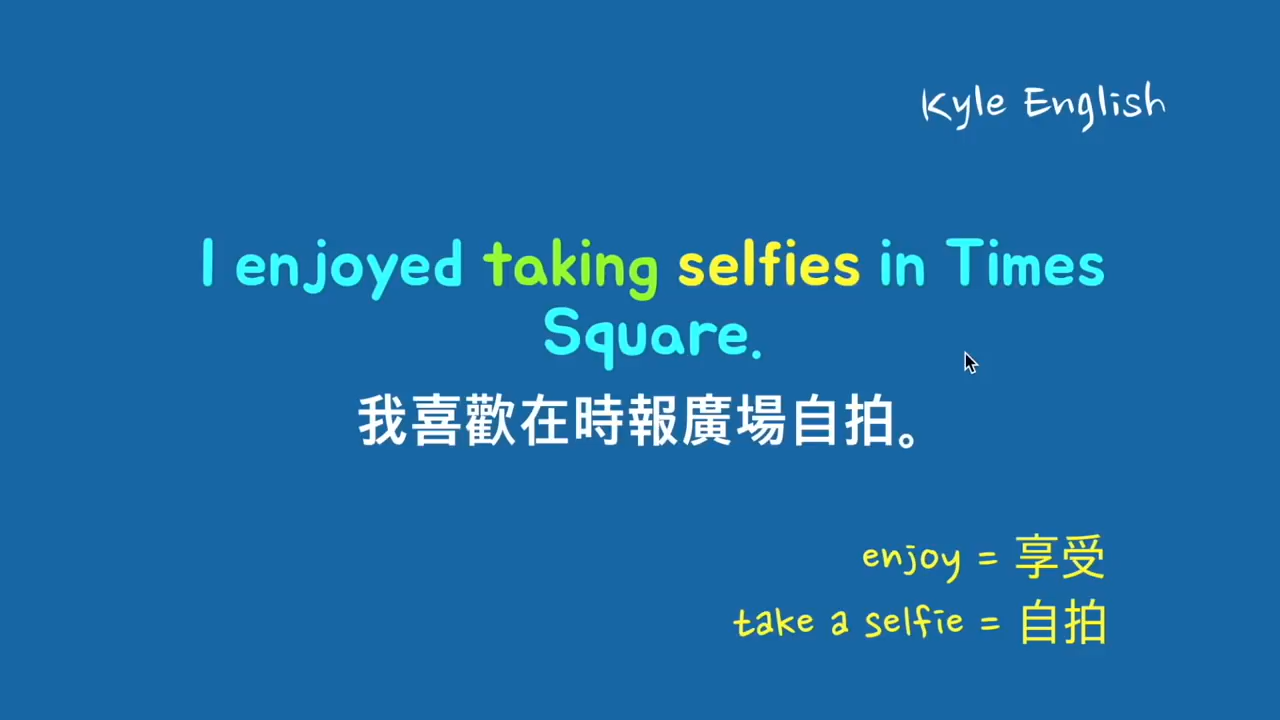 Kyle English
I enjoyed taking selfies in Times
Square.
我喜歡在時報廣場自拍。
enjoy = 享受
take a selfie = 自拍